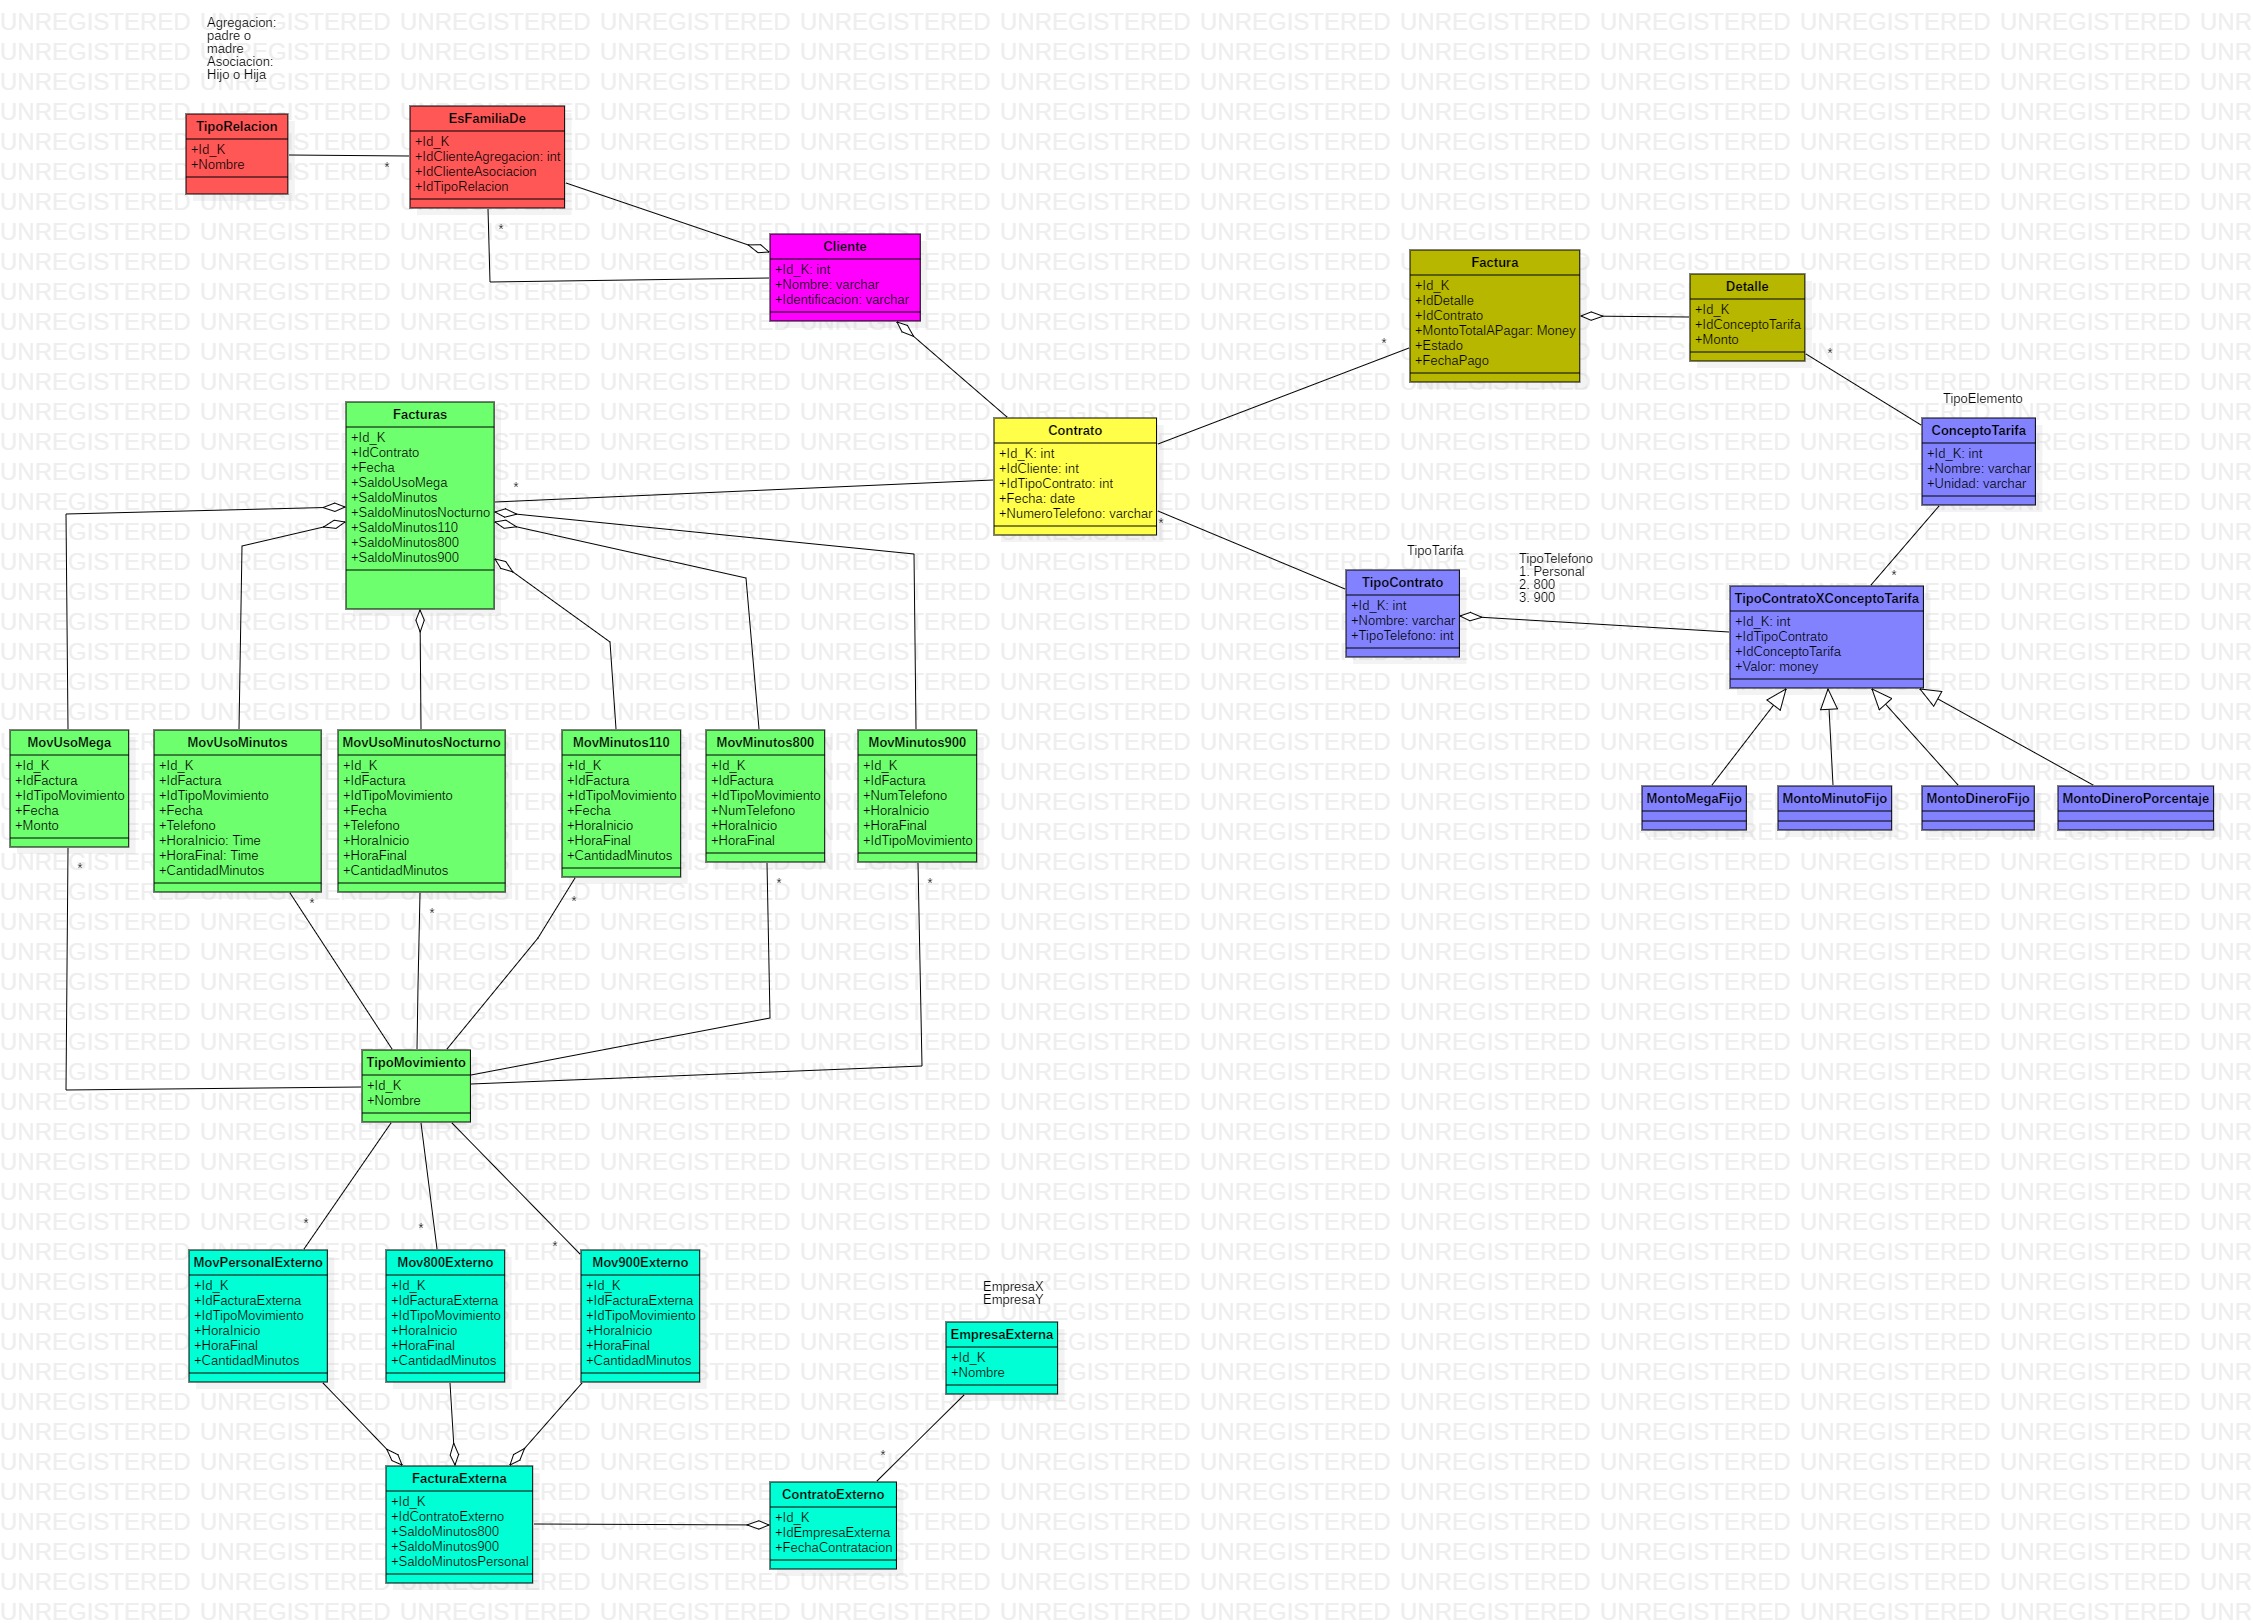 Agregacion:
padre o
madre
Asociacion:
Hijo o Hija
TipoRelacion
+Id_K
+Nombre
*
EsFamiliaDe
+Id_K
+IdClienteAgregacion: int
+IdClienteAsociacion
+IdTipoRelacion
*
Cliente
+Id_K: int
+Nombre: varchar
+Identificacion: varchar
Factura
+Id_K
+IdDetalle
+IdContrato
+MontoTotalAPagar: Money
+Estado
+FechaPago
*
Detalle
+Id_K
+IdConceptoTarifa
+Monto
*
TipoElemento
ConceptoTarifa
+Id_K: int
+Nombre: varchar
+Unidad: varchar
*
Facturas
+Id_K
+IdContrato
+Fecha
+SaldoUsoMega
+SaldoMinutos
+SaldoMinutosNocturno
+SaldoMinutos110
+SaldoMinutos800
+SaldoMinutos900
*
Contrato
+Id_K: int
+IdCliente: int
+IdTipoContrato: int
+Fecha: date
+NumeroTelefono: varchar
*
TipoTarifa
TipoContrato
+Id_K: int
+Nombre: varchar
+TipoTelefono: int
TipoTelefono
1. Personal
2. 800
3. 900
TipoContratoXConceptoTarifa
+Id_K: int
+IdTipoContrato
+IdConceptoTarifa
+Valor: money
MontoMegaFijo
MontoMinutoFijo
MontoDineroFijo
MontoDineroPorcentaje
MovUsoMega
+Id_K
+IdFactura
+IdTipoMovimiento
+Fecha
+Monto
*
MovUsoMinutos
+Id_K
+IdFactura
+IdTipoMovimiento
+Fecha
+Telefono
+HoraInicio: Time
+HoraFinal: Time
+CantidadMinutos
*
MovUsoMinutosNocturno
+Id_K
+IdFactura
+IdTipoMovimiento
+Fecha
+Telefono
+HoraInicio
+HoraFinal
+CantidadMinutos
*
MovMinutos110
+Id_K
+IdFactura
+IdTipoMovimiento
+Fecha
+HoraInicio
+HoraFinal
+CantidadMinutos
*
MovMinutos800
+Id_K
+IdFactura
+IdTipoMovimiento
+NumTelefono
+HoraInicio
+HoraFinal
*
MovMinutos900
+Id_K
+IdFactura
+NumTelefono
+HoraInicio
+HoraFinal
+IdTipoMovimiento
*
TipoMovimiento
+Id_K
+Nombre
*
*
*
MovPersonalExterno
+Id_K
+IdFacturaExterna
+IdTipoMovimiento
+HoraInicio
+HoraFinal
+CantidadMinutos
Mov800Externo
+Id_K
+IdFacturaExterna
+IdTipoMovimiento
+HoraInicio
+HoraFinal
+CantidadMinutos
Mov900Externo
+Id_K
+IdFacturaExterna
+IdTipoMovimiento
+HoraInicio
+HoraFinal
+CantidadMinutos
EmpresaX
EmpresaY
EmpresaExterna
+Id_K
+Nombre
*
FacturaExterna
+Id_K
+IdContratoExterno
+SaldoMinutos800
+SaldoMinutos900
+SaldoMinutosPersonal
ContratoExterno
+Id_K
+IdEmpresaExterna
+FechaContratacion
UNREGISTERED